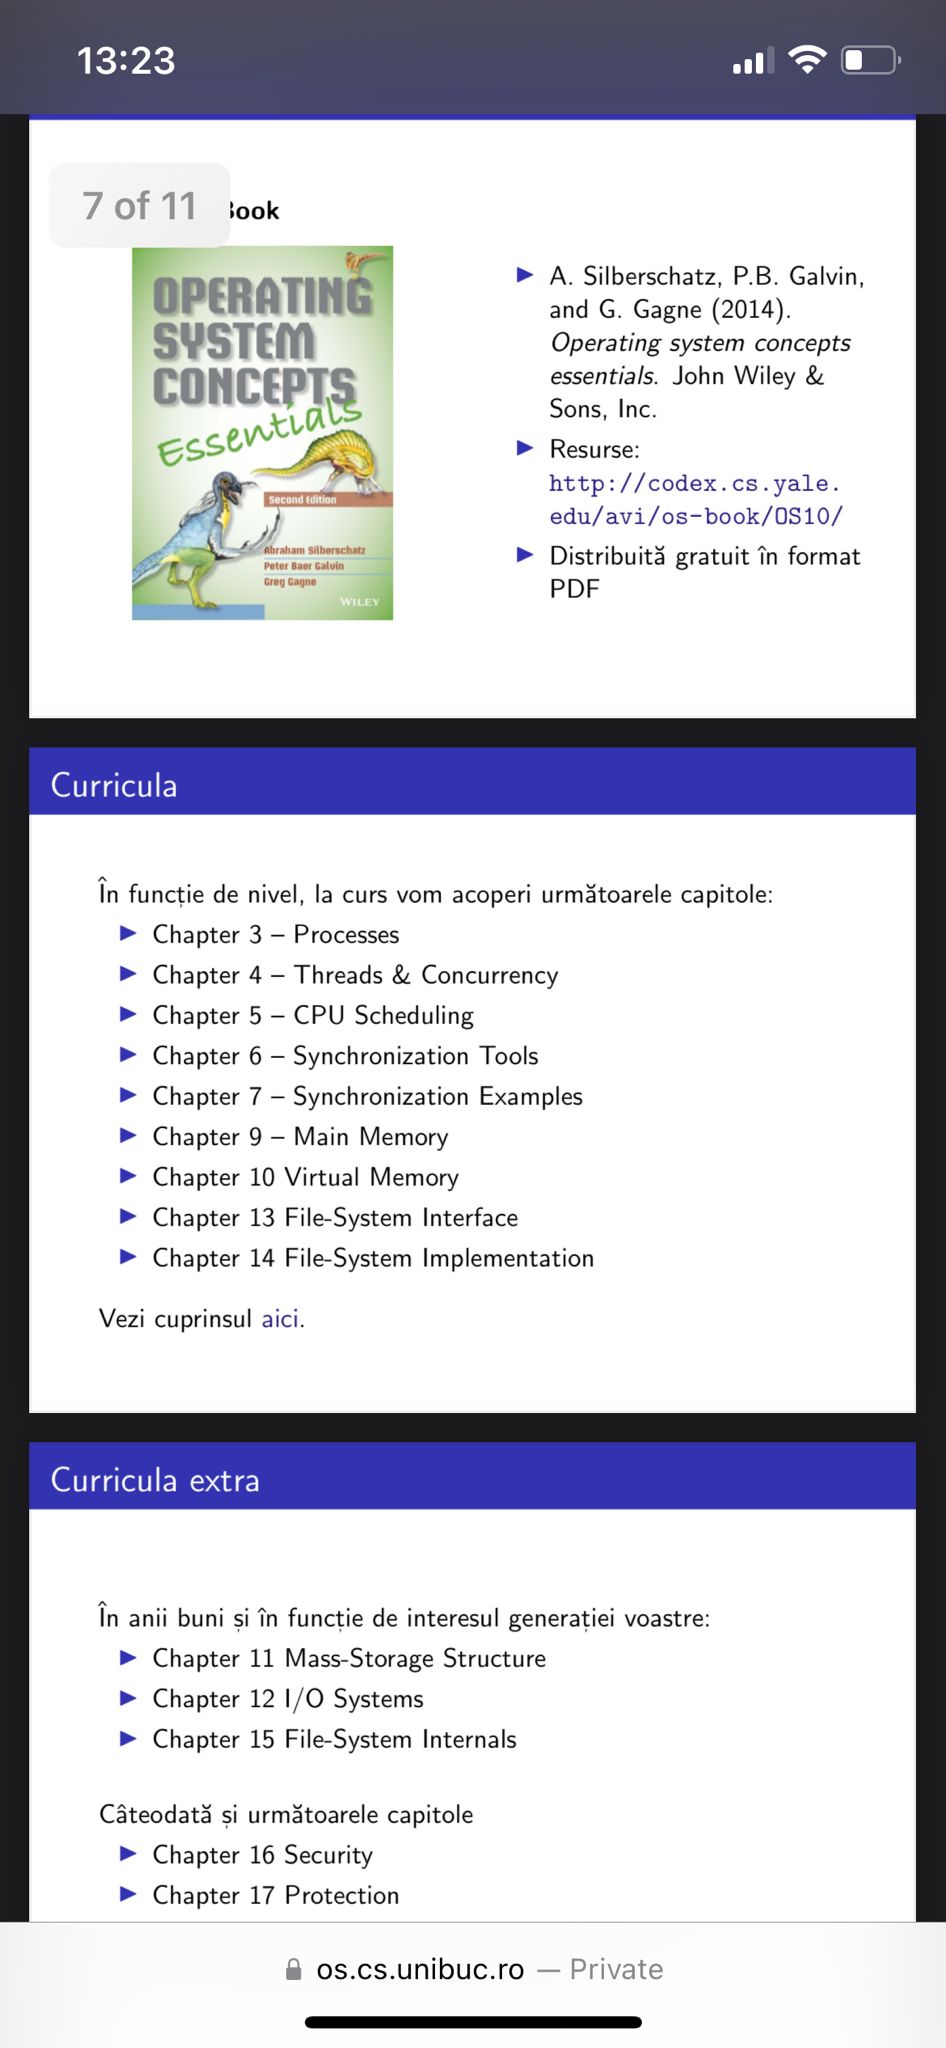 13:23
7 of 11
Book
OPERATING
SYSTEM
CONCEPTS
Essentials
Second Edition
Abraham Silberschatz
Peter Baer Galvin
Greg Gagne
WILEY
▶ A. Silberschatz, P.B. Galvin,
and G. Gagne (2014).
Operating system concepts
essentials. John Wiley &
Sons, Inc.
▶ Resurse:
http://codex.cs.yale.
edu/avi/os-book/OS10/
▶ Distribuită gratuit în format
PDF
Curricula
În funcție de nivel, la curs vom acoperi următoarele capitole:
▶ Chapter 3 – Processes
▶ Chapter 4 – Threads & Concurrency
▶ Chapter 5 – CPU Scheduling
▶ Chapter 6 – Synchronization Tools
▶ Chapter 7 – Synchronization Examples
▶ Chapter 9 – Main Memory
▶ Chapter 10 Virtual Memory
▶ Chapter 13 File-System Interface
▶ Chapter 14 File-System Implementation
Vezi cuprinsul aici.
Curricula extra
În anii buni și în funcție de interesul generației voastre:
▶ Chapter 11 Mass-Storage Structure
▶ Chapter 12 I/O Systems
▶ Chapter 15 File-System Internals
Câteodată și următoarele capitole
▶ Chapter 16 Security
▶ Chapter 17 Protection
os.cs.unibuc.ro — Private